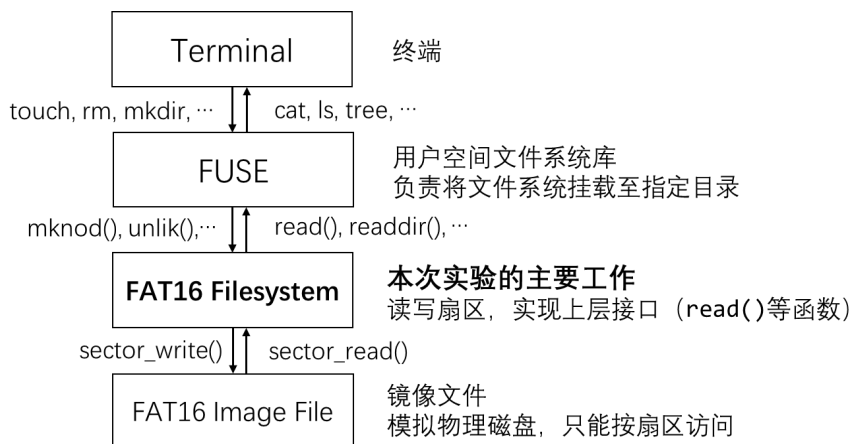 Terminal
终端
touch, rm, mkdir, ···
cat, ls, tree, ···
FUSE
用户空间文件系统库
负责将文件系统挂载至指定目录
mknod(), unlik(),···
read(), readdir(), ···
FAT16 Filesystem
本次实验的主要工作
读写扇区，实现上层接口（read()等函数）
sector_write()
sector_read()
FAT16 Image File
镜像文件
模拟物理磁盘，只能按扇区访问